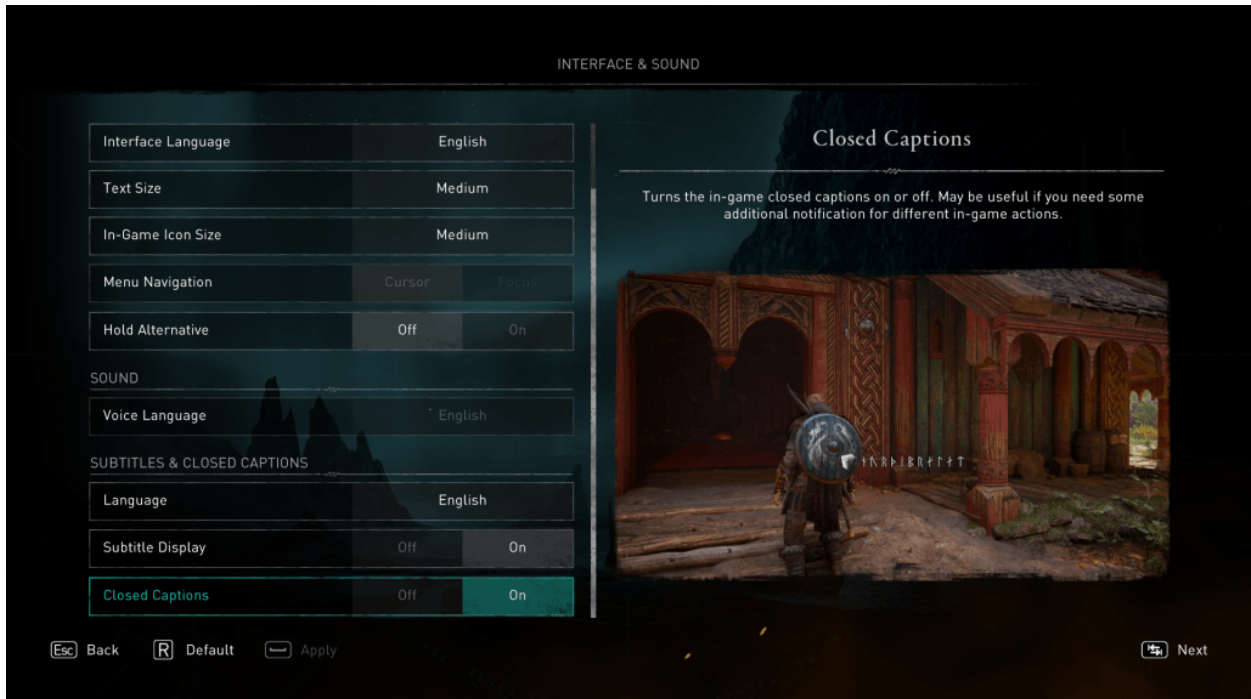 INTERFACE & SOUND
Interface Language English
Text Size Medium
In-Game Icon Size Medium
Menu Navigation Cursor Focus
Hold Alternative Off On
SOUND
Voice Language English
SUBTITLES & CLOSED CAPTIONS
Language English
Subtitle Display Off On
Closed Captions Off On
Closed Captions
Turns the in-game closed captions on or off. May be useful if you need some
additional notification for different in-game actions.
Esc Back R Default Apply
Next